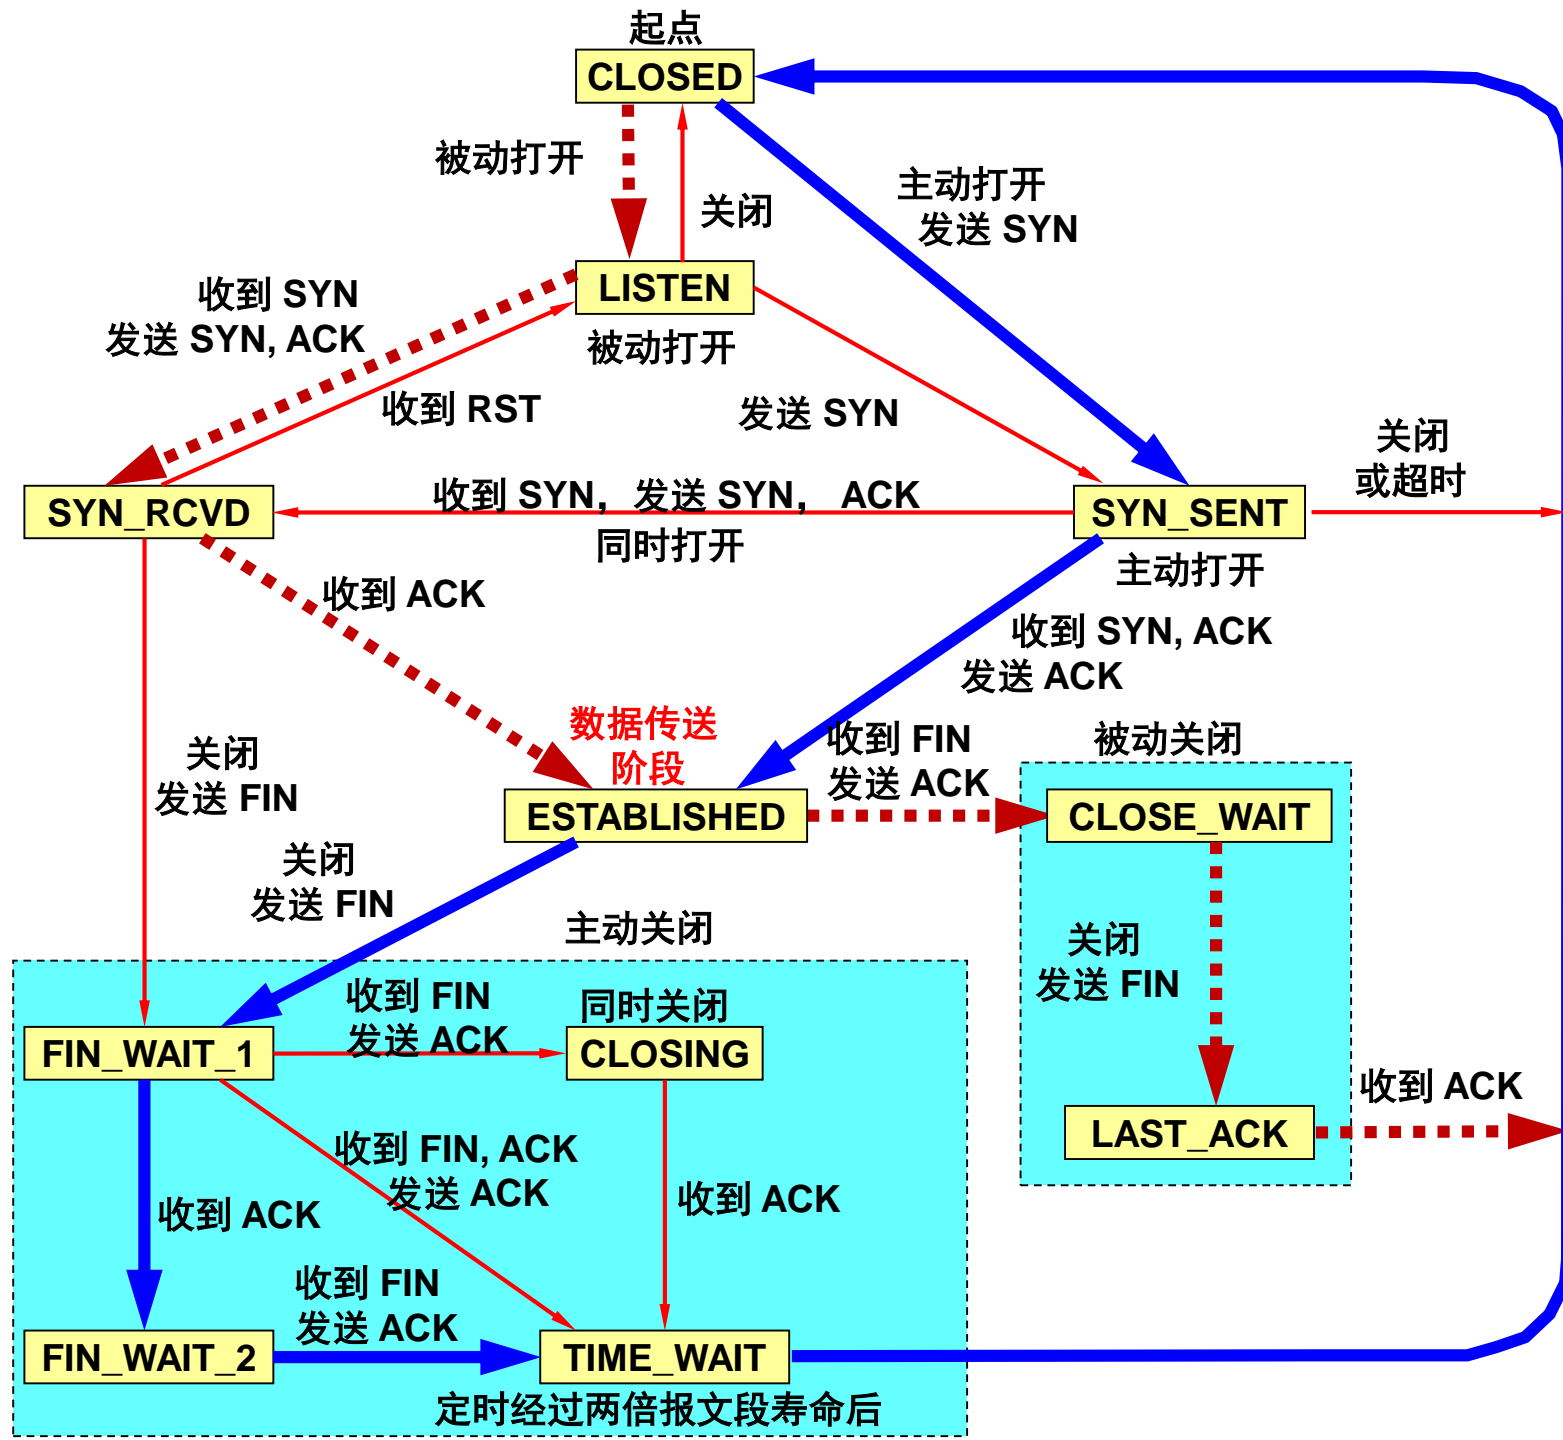 起点
CLOSED
被动打开
主动打开
发送 SYN
关闭
LISTEN
收到 SYN
发送 SYN, ACK
被动打开
收到 RST
发送 SYN
关闭
或超时
SYN_RCVD
收到 SYN，发送 SYN， ACK
SYN_SENT
同时打开
主动打开
收到 ACK
收到 SYN, ACK
发送 ACK
数据传送
阶段
收到 FIN
发送 ACK
被动关闭
关闭
发送 FIN
ESTABLISHED
CLOSE_WAIT
关闭
发送 FIN
主动关闭
关闭
发送 FIN
收到 FIN
发送 ACK
同时关闭
FIN_WAIT_1
CLOSING
收到 ACK
LAST_ACK
收到 FIN, ACK
发送 ACK
收到 ACK
收到 ACK
收到 FIN
发送 ACK
FIN_WAIT_2
TIME_WAIT
定时经过两倍报文段寿命后